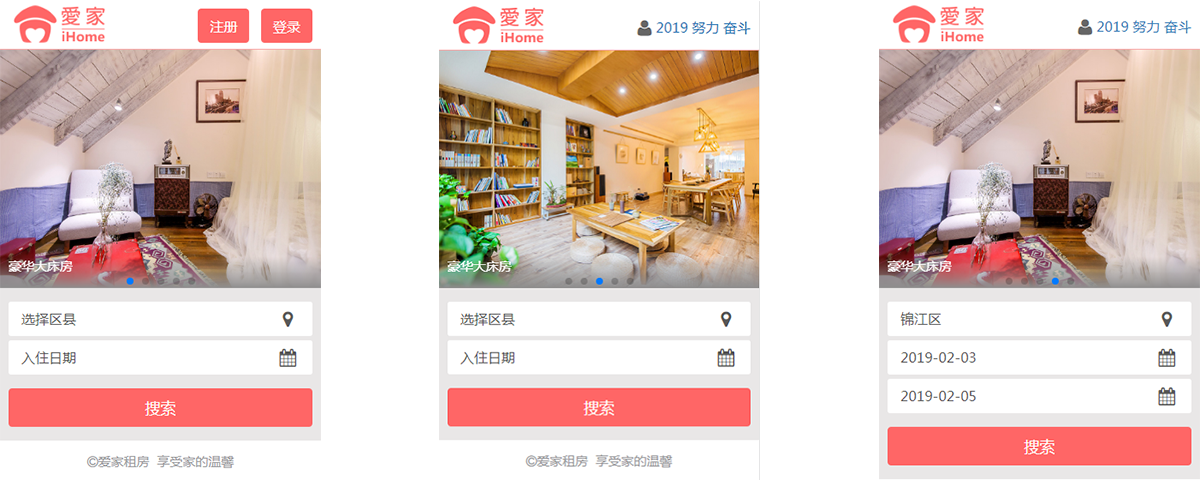 愛家
iHome
注册
登录
豪华大床房
选择区县
入住日期
搜索
©爱家租房 享受家的温馨
愛家
iHome
2019 努力 奋斗
豪华大床房
选择区县
入住日期
搜索
©爱家租房 享受家的温馨
愛家
iHome
2019 努力 奋斗
豪华大床房
锦江区
2019-02-03
2019-02-05
搜索